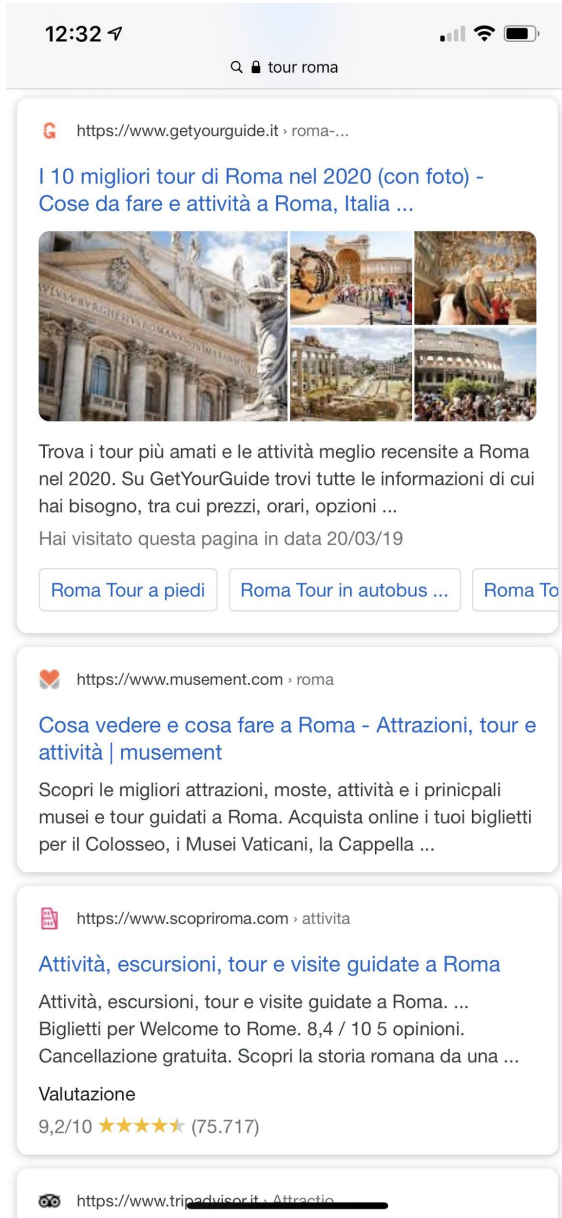 12:32
tour roma
https://www.getyourguide.it › roma-...
I 10 migliori tour di Roma nel 2020 (con foto) -
Cose da fare e attività a Roma, Italia ...
Trova i tour più amati e le attività meglio recensite a Roma
nel 2020. Su GetYourGuide trovi tutte le informazioni di cui
hai bisogno, tra cui prezzi, orari, opzioni ...
Hai visitato questa pagina in data 20/03/19
Roma Tour a piedi
Roma Tour in autobus ...
Roma To
https://www.musement.com › roma
Cosa vedere e cosa fare a Roma - Attrazioni, tour e
attività | musement
Scopri le migliori attrazioni, moste, attività e i prinicpali
musei e tour guidati a Roma. Acquista online i tuoi biglietti
per il Colosseo, i Musei Vaticani, la Cappella ...
https://www.scopriroma.com › attivita
Attività, escursioni, tour e visite guidate a Roma
Attività, escursioni, tour e visite guidate a Roma. ...
Biglietti per Welcome to Rome. 8,4 / 10 5 opinioni.
Cancellazione gratuita. Scopri la storia romana da una ...
Valutazione
9,2/10 ★★★★★ (75.717)
https://www.tripadvisor.it › Attractio...